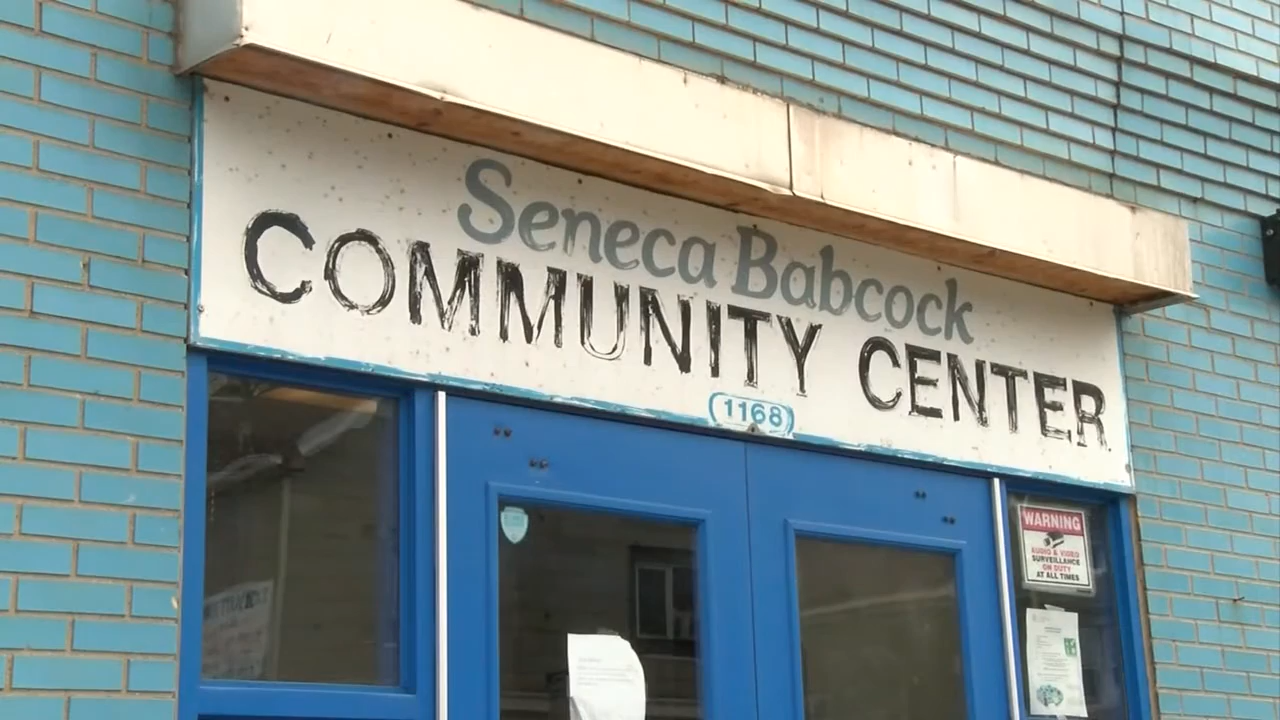 Seneca Babcock
COMMUNITY CENTER
1168
WARNING
AUDIO & VIDEO
SURVEILLANCE
ON DUTY
AT ALL TIMES